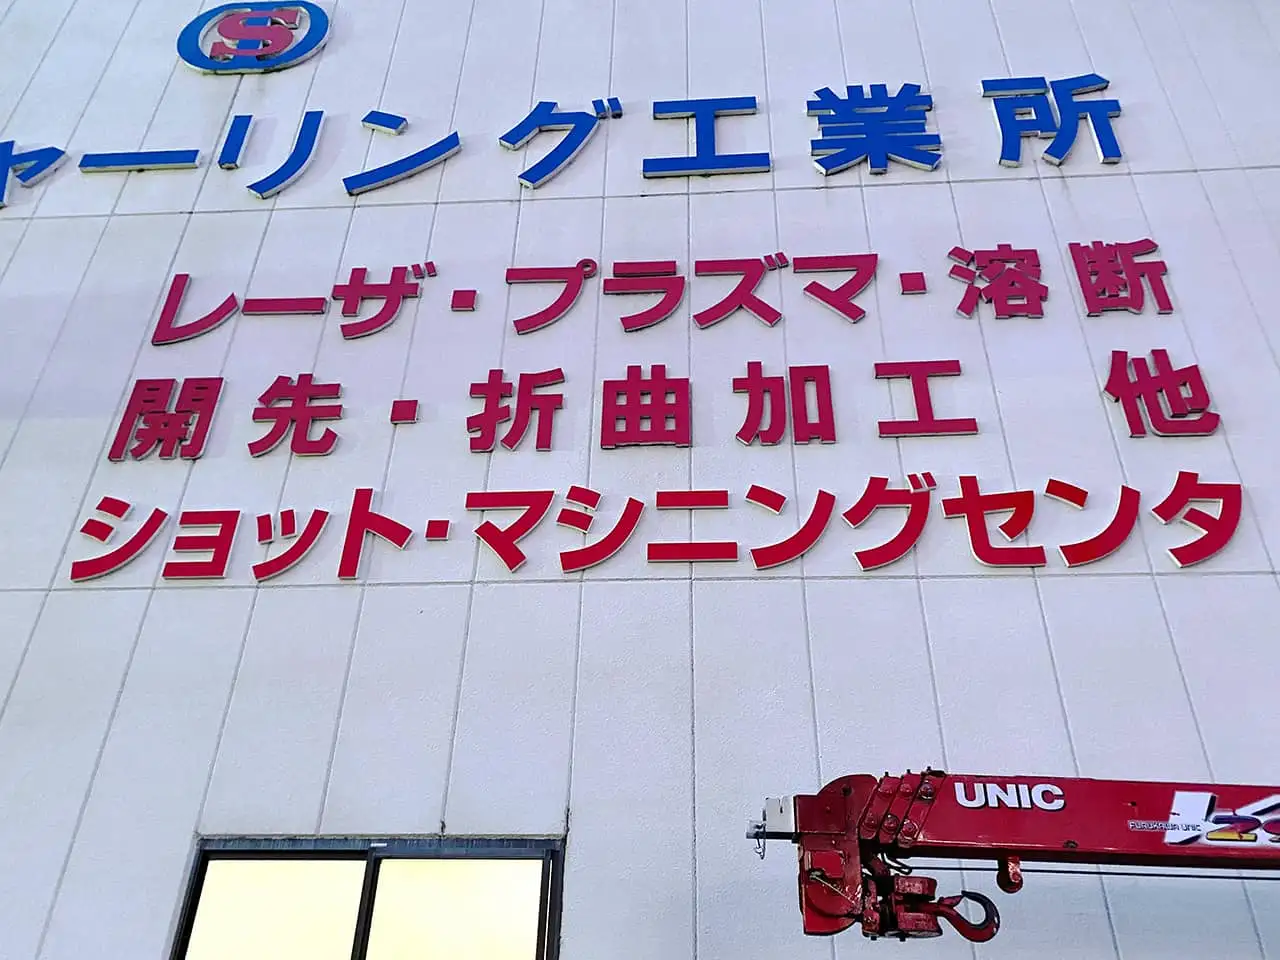 S
ャーリング工業所
レーザ・プラズマ・溶断
開先・折曲加工 他
ショット・マシニングセンタ
UNIC
FURUKAWA UNIC